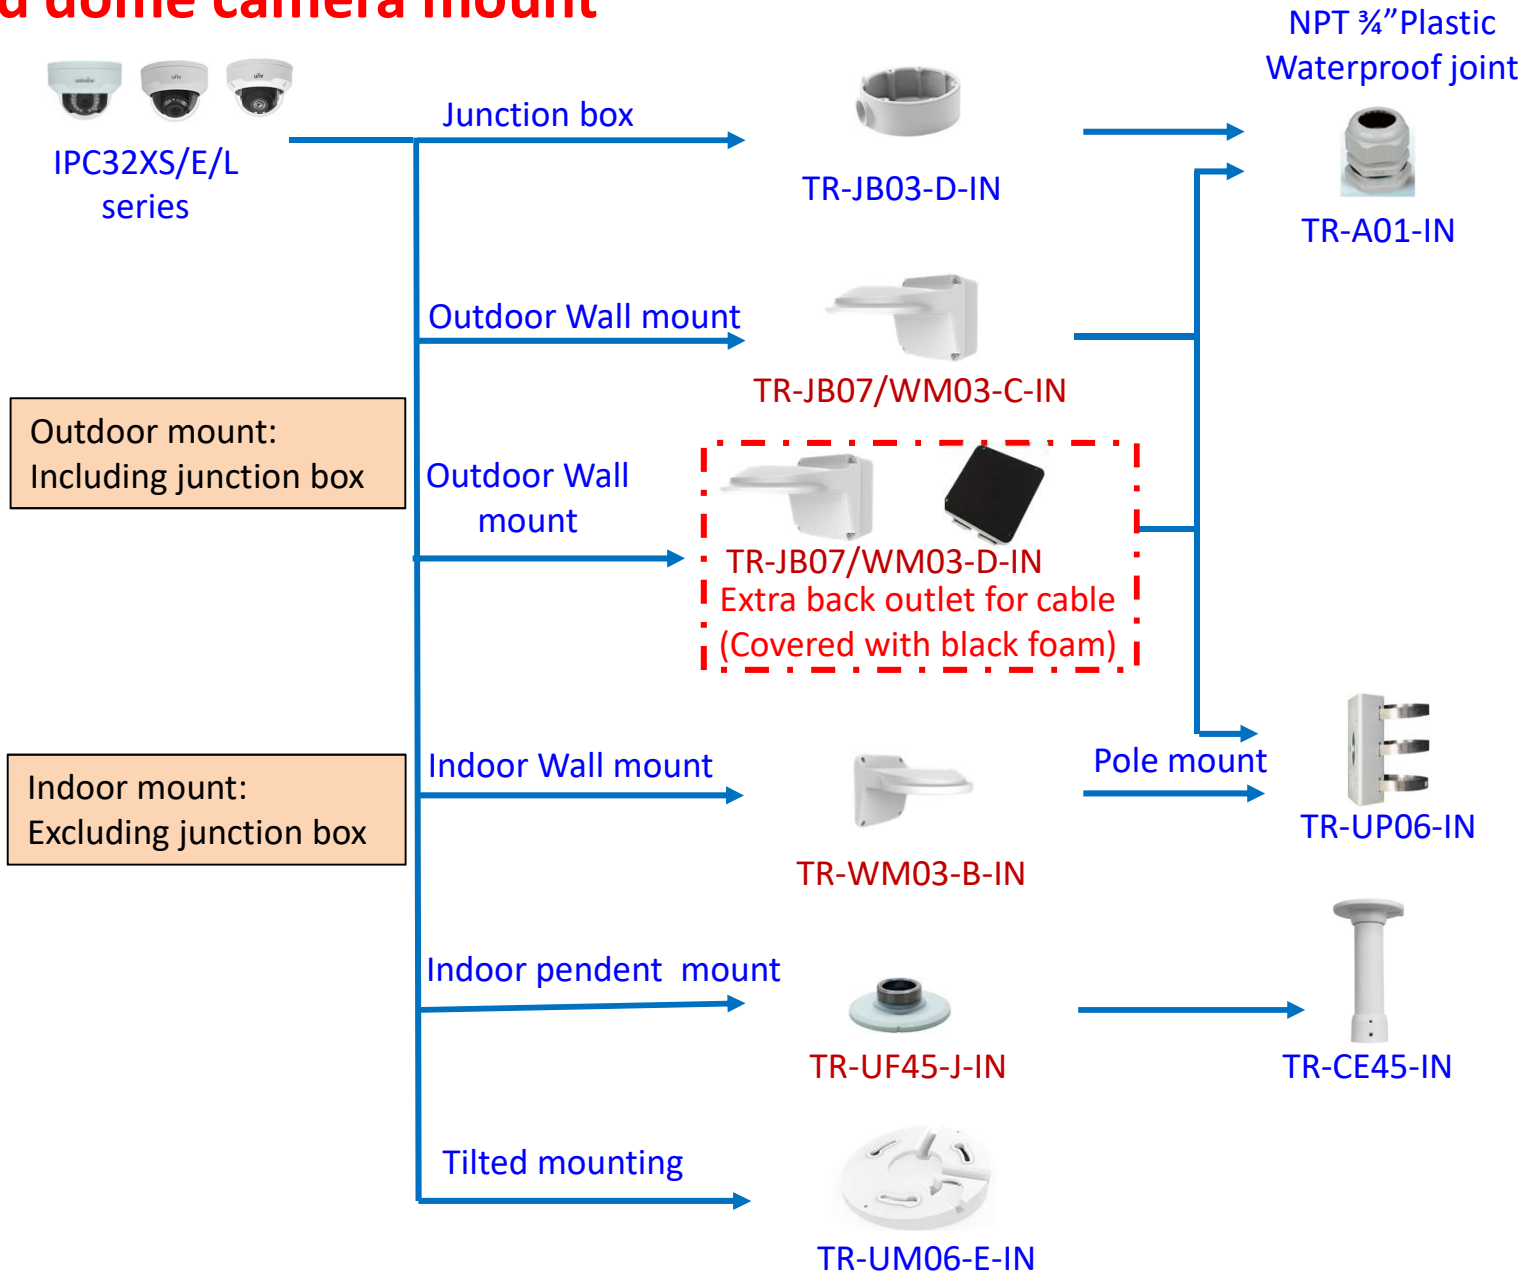 d dome camera mount
NPT ¾”Plastic
Waterproof joint
Junction box
IPC32XS/E/L
series
TR-JB03-D-IN
TR-A01-IN
Outdoor Wall mount
TR-JB07/WM03-C-IN
Outdoor mount:
Including junction box
Outdoor Wall
mount
TR-JB07/WM03-D-IN
Extra back outlet for cable
(Covered with black foam)
Indoor mount:
Excluding junction box
Indoor Wall mount
Pole mount
TR-WM03-B-IN
TR-UP06-IN
Indoor pendent  mount
TR-UF45-J-IN
TR-CE45-IN
Tilted mounting
TR-UM06-E-IN